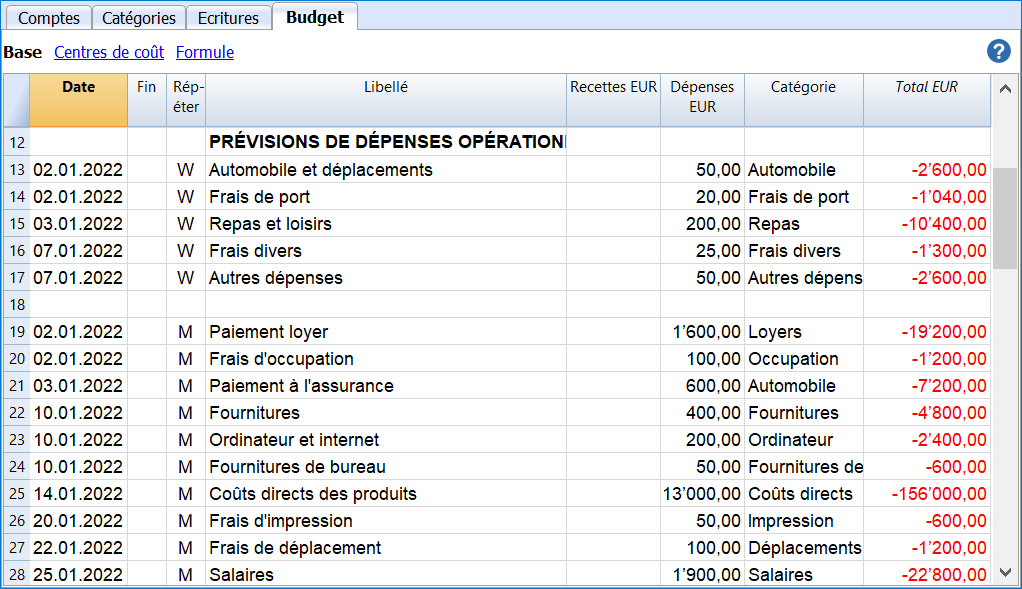 Comptes Catégories Ecritures Budget
Base Centres de coût Formule ?
Date Fin Rép- Libellé Recettes EUR Dépenses Catégorie Total EUR
éter EUR
12 PRÉVISIONS DE DÉPENSES OPÉRATION
13 02.01.2022 W Automobile et déplacements 50,00 Automobile -2’600,00
14 02.01.2022 W Frais de port 20,00 Frais de port -1’040,00
15 03.01.2022 W Repas et loisirs 200,00 Repas -10’400,00
16 07.01.2022 W Frais divers 25,00 Frais divers -1’300,00
17 07.01.2022 W Autres dépenses 50,00 Autres dépens -2’600,00
18
19 02.01.2022 M Paiement loyer 1’600,00 Loyers -19’200,00
20 02.01.2022 M Frais d'occupation 100,00 Occupation -1’200,00
21 03.01.2022 M Paiement à l'assurance 600,00 Automobile -7’200,00
22 10.01.2022 M Fournitures 400,00 Fournitures -4’800,00
23 10.01.2022 M Ordinateur et internet 200,00 Ordinateur -2’400,00
24 10.01.2022 M Fournitures de bureau 50,00 Fournitures de -600,00
25 14.01.2022 M Coûts directs des produits 13’000,00 Coûts directs -156’000,00
26 20.01.2022 M Frais d'impression 50,00 Impression -600,00
27 22.01.2022 M Frais de déplacement 100,00 Déplacements -1’200,00
28 25.01.2022 M Salaires 1’900,00 Salaires -22’800,00